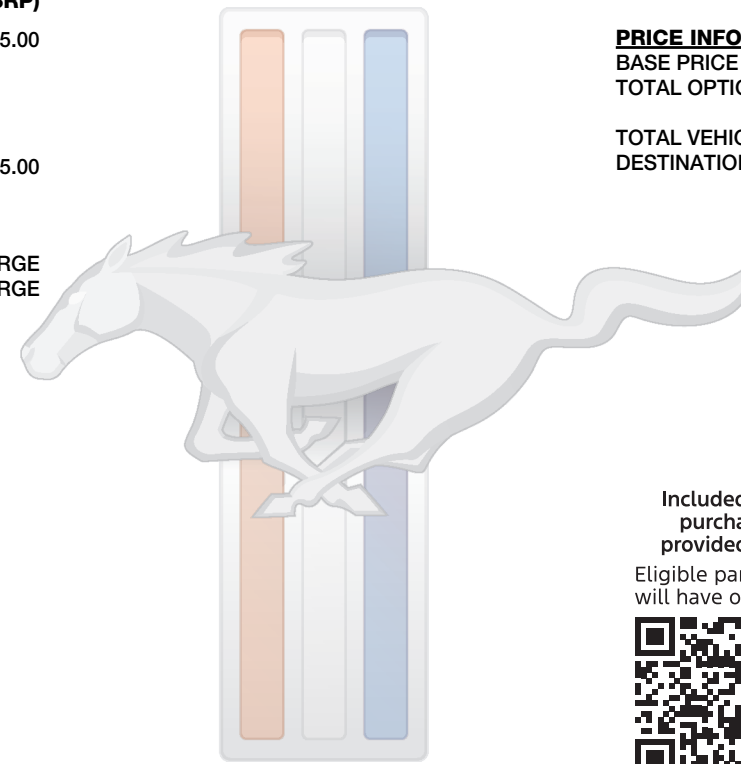 5.00
5.00
RGE
RGE
PRICE INFO
BASE PRICE
TOTAL OPTIO
TOTAL VEHIC
DESTINATION
Included
purcha
provided
Eligible par
will have o